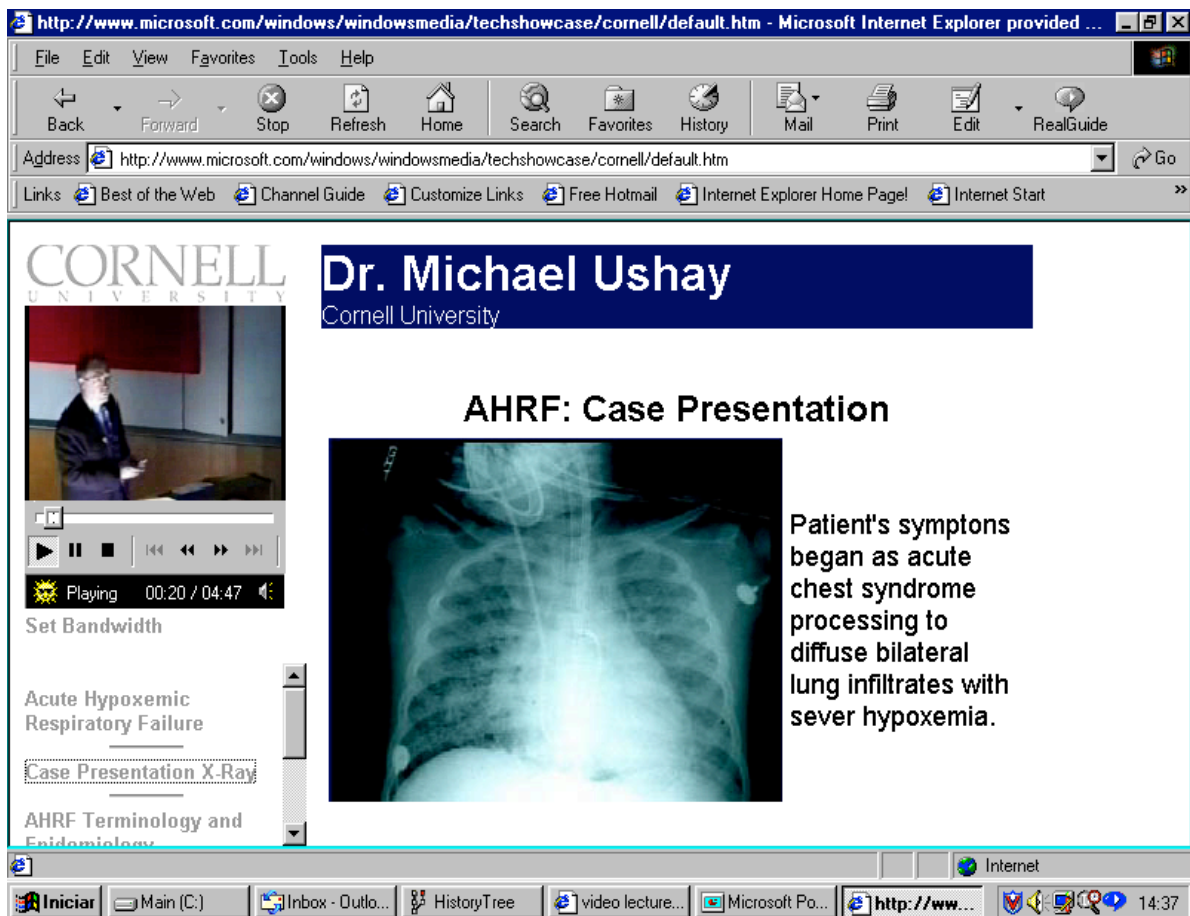 http://www.microsoft.com/windows/windowsmedia/techshowcase/cornell/default.htm - Microsoft Internet Explorer provided ...
File Edit View Favorites Tools Help
Back Forward Stop Refresh Home Search Favorites History Mail Print Edit RealGuide
Address http://www.microsoft.com/windows/windowsmedia/techshowcase/cornell/default.htm Go
Links Best of the Web Channel Guide Customize Links Free Hotmail Internet Explorer Home Page! Internet Start »
CORNELL
UNIVERSITY
Dr. Michael Ushay
Cornell University
AHRF: Case Presentation
Patient's symptons
began as acute
chest syndrome
processing to
diffuse bilateral
lung infiltrates with
sever hypoxemia.
Playing 00:20 / 04:47
Set Bandwidth
Acute Hypoxemic
Respiratory Failure
Case Presentation X-Ray
AHRF Terminology and
Epidemiology
Internet
Iniciar Main (C:) Inbox - Outlo... HistoryTree video lecture... Microsoft Po... http://ww... 14:37